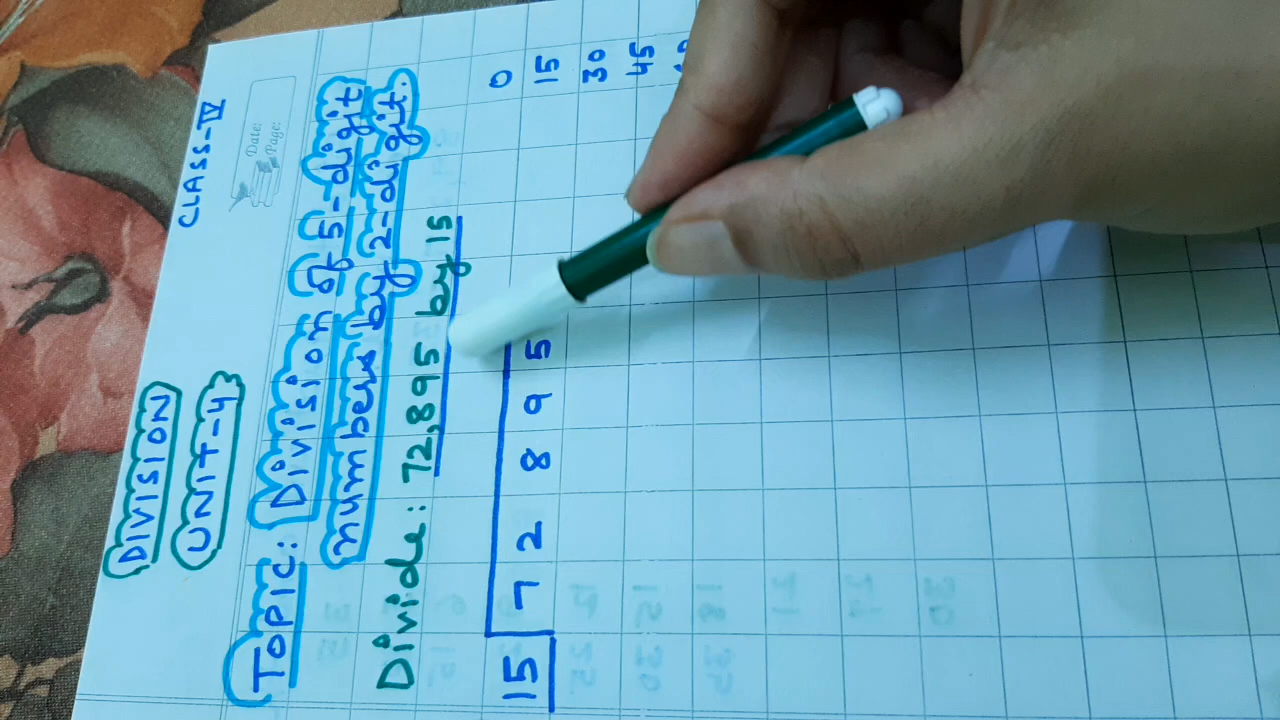 CLASS-IV
DIVISION
UNIT-4
Date:
Page:
TOPIC: Division of 5-digit
numbers by 2-digit.
Divide: 72,895 by 15
15 7 2 8 9 5
0
15
30
45